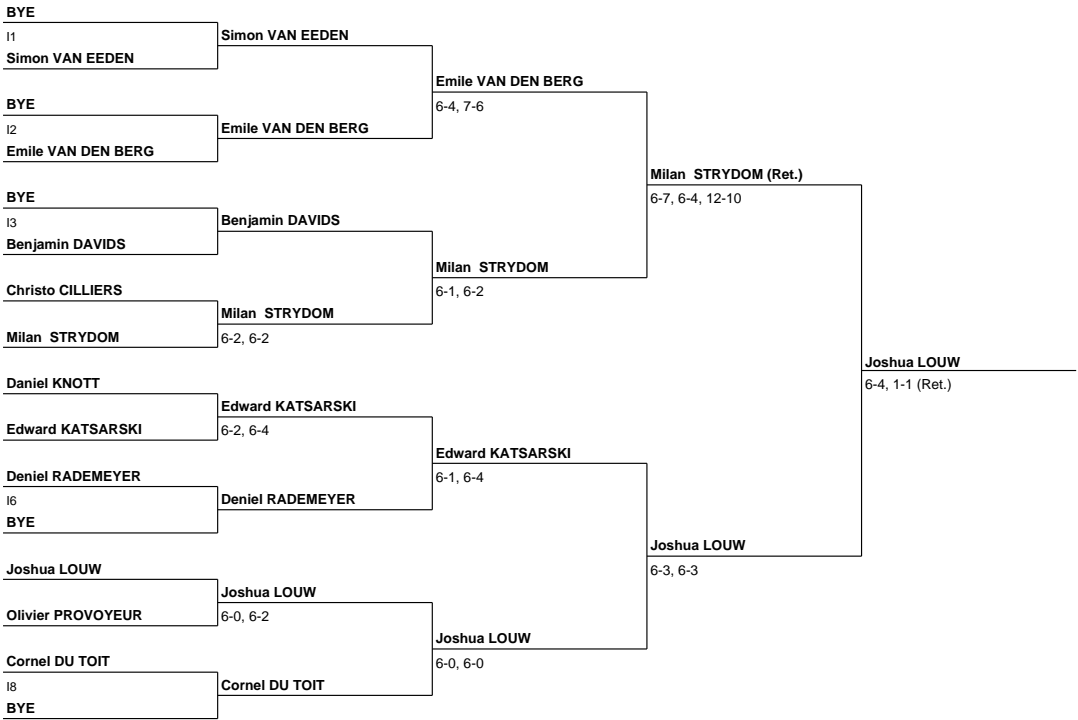 BYE
I1
Simon VAN EEDEN
BYE
I2
Emile VAN DEN BERG
BYE
I3
Benjamin DAVIDS
Christo CILLIERS
Milan STRYDOM
Daniel KNOTT
Edward KATSARSKI
Deniel RADEMEYER
I6
BYE
Joshua LOUW
Olivier PROVOYEUR
Cornel DU TOIT
I8
BYE
Simon VAN EEDEN
Emile VAN DEN BERG
Benjamin DAVIDS
Milan STRYDOM
6-2, 6-2
Edward KATSARSKI
6-2, 6-4
Deniel RADEMEYER
Joshua LOUW
6-0, 6-2
Cornel DU TOIT
Emile VAN DEN BERG
6-4, 7-6
Milan STRYDOM
6-1, 6-2
Edward KATSARSKI
6-1, 6-4
Joshua LOUW
6-0, 6-0
Milan STRYDOM (Ret.)
6-7, 6-4, 12-10
Joshua LOUW
6-3, 6-3
Joshua LOUW
6-4, 1-1 (Ret.)